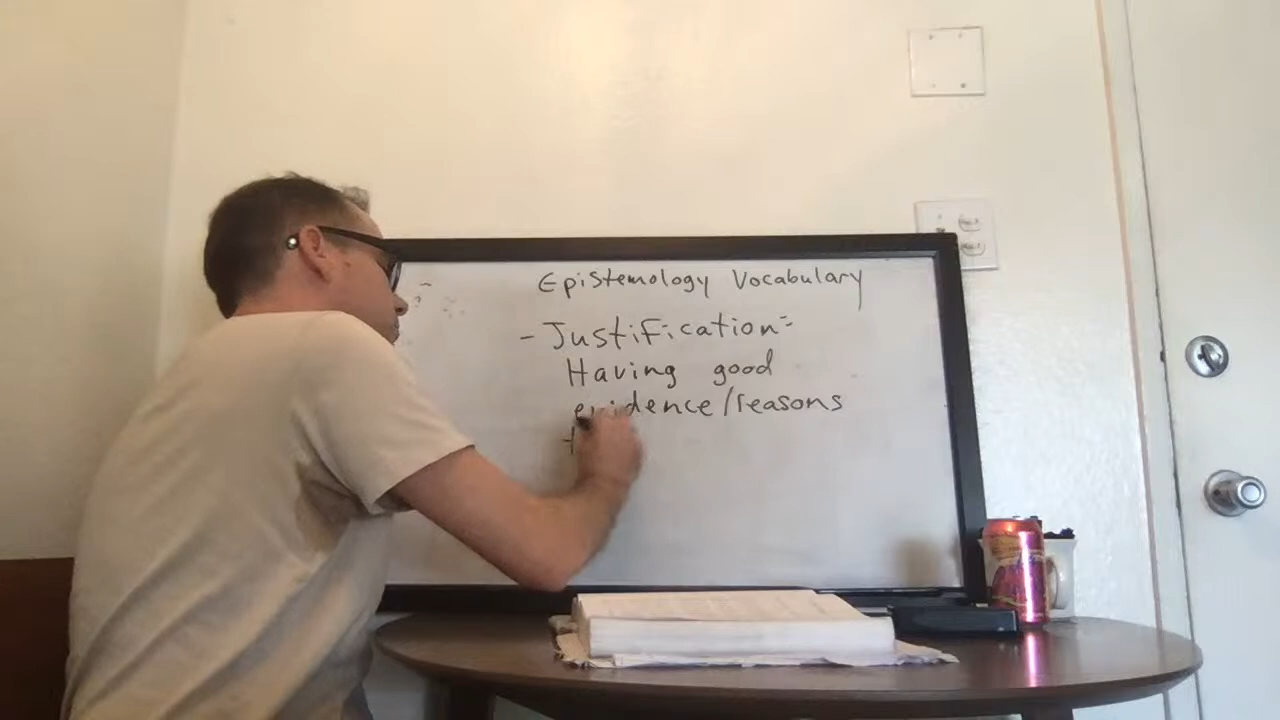 Epistemology Vocabulary
- Justification:
Having good
evidence/reasons